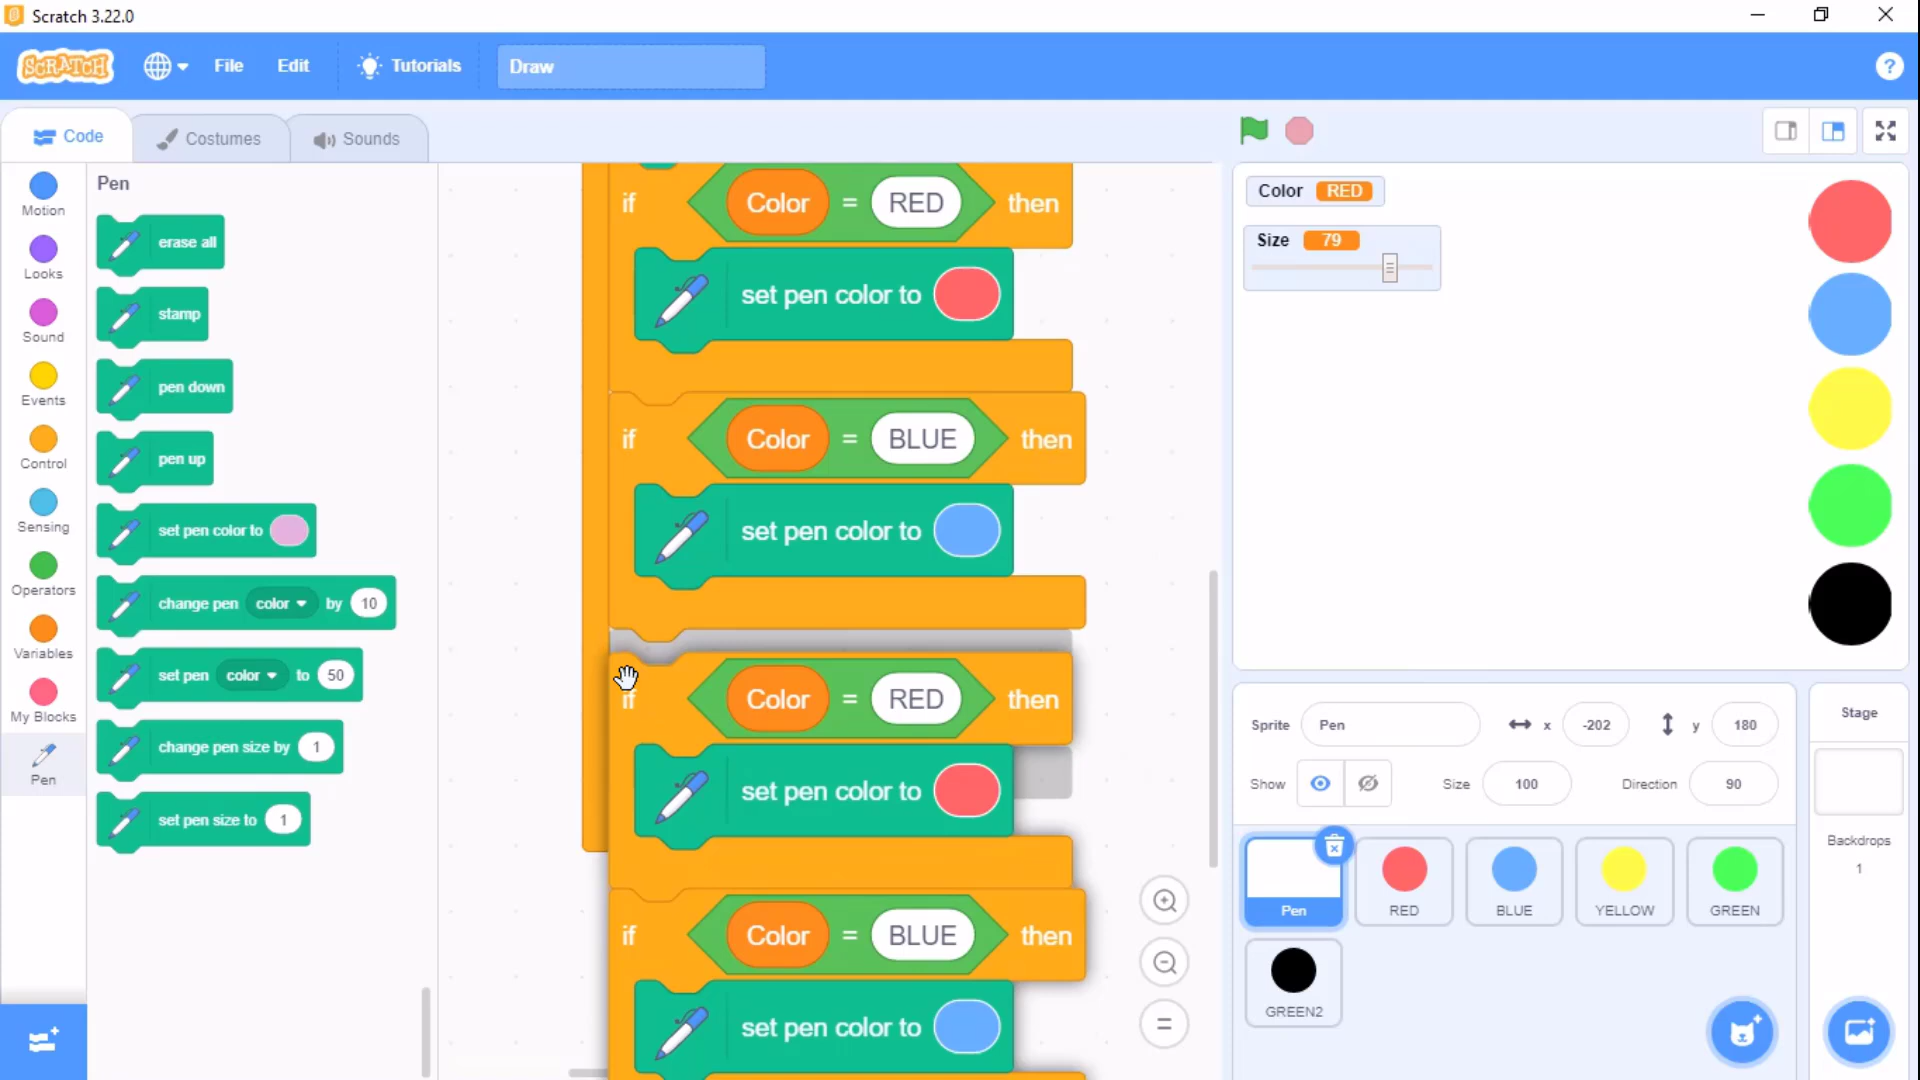 Scratch 3.22.0
SCRATCH
File
Edit
Tutorials
Draw
?
Code
Costumes
Sounds
Motion
Looks
Sound
Events
Control
Sensing
Operators
Variables
My Blocks
Pen
Pen
erase all
stamp
pen down
pen up
set pen color to
change pen color by 10
set pen color to 50
change pen size by 1
set pen size to 1
if Color = RED then
set pen color to
if Color = BLUE then
set pen color to
if Color = RED then
set pen color to
if Color = BLUE then
set pen color to
Color RED
Size 79
Sprite Pen x -202 y 180
Show Size 100 Direction 90
Pen
RED
BLUE
YELLOW
GREEN
GREEN2
Stage
Backdrops
1